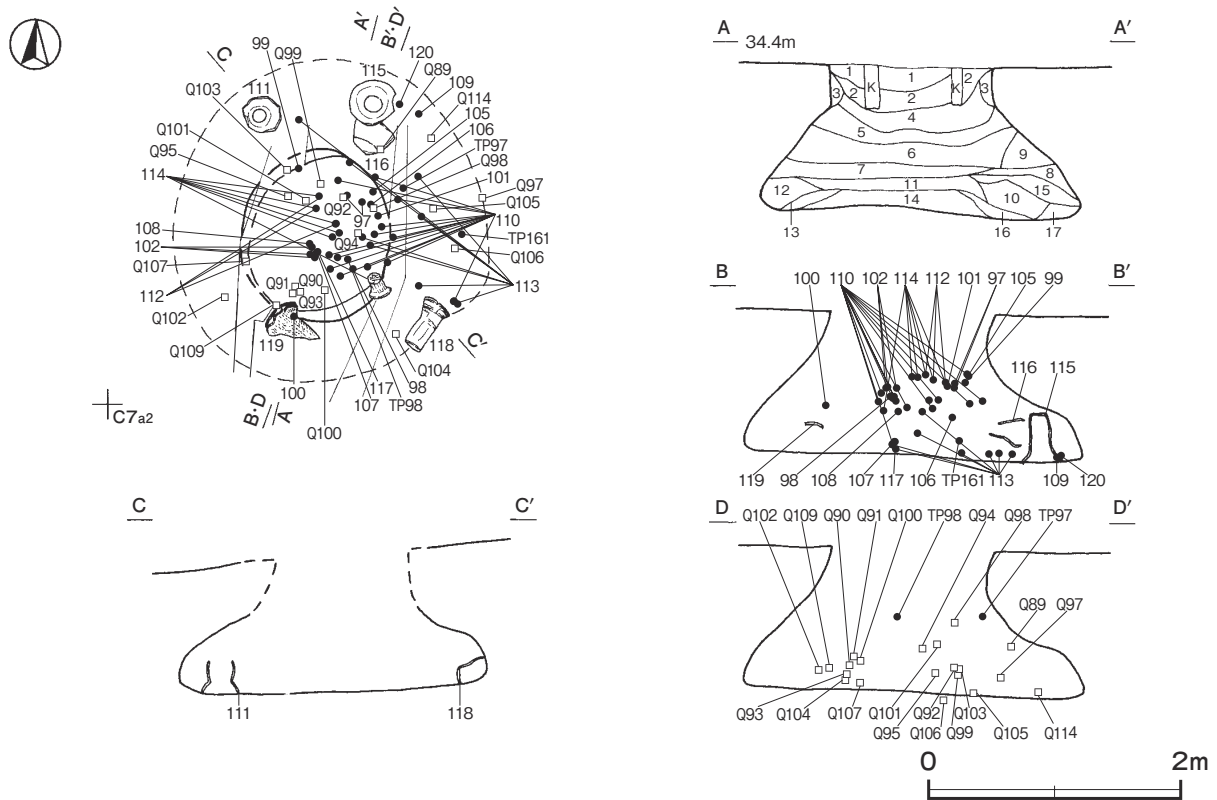 A′
B′·D′
C
99
Q99
111
115
120
Q89
109
Q114
105
106
TP97
Q98
101
Q97
Q105
110
TP161
Q106
113
Q103
Q101
Q95
114
108
102
Q107
112
Q102
Q109
116
Q92
97
Q94
Q91
Q90
Q93
119
100
B·D
A
Q100
C′
118
Q104
117
98
107
TP98
C7a2
A
34.4m
A′
1
1
2
K
K
3
2
2
3
4
5
6
9
7
8
12
11
15
14
10
13
16
17
B
100
110
102
114
112
101
97
105
99
B′
116
115
119
98
108
107
117
106
TP161
113
109
120
C
C′
111
118
D
Q102
Q109
Q90
Q91
Q100
TP98
Q94
Q98
TP97
D′
Q89
Q97
Q93
Q104
Q107
Q101
Q92
Q103
Q95
Q106
Q99
Q105
Q114
0
2m